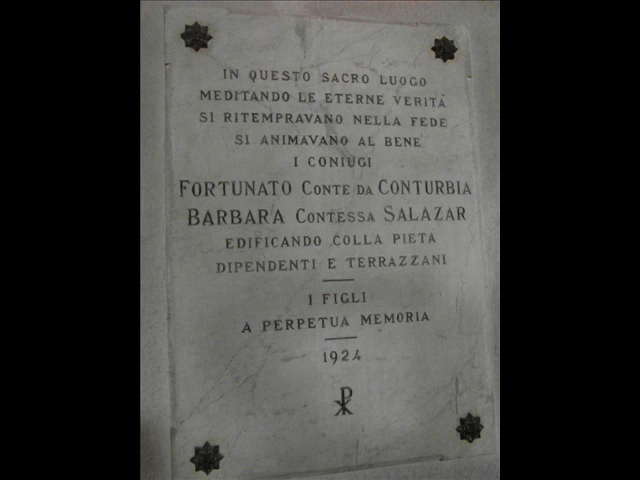 IN QUESTO SACRO LUOGO
MEDITANDO LE ETERNE VERITÀ
SI RITEMPRAVANO NELLA FEDE
SI ANIMAVANO AL BENE
I CONIUGI
FORTUNATO CONTE DA CONTURBIA
BARBARA CONTESSA SALAZAR
EDIFICANDO COLLA PIETA
DIPENDENTI E TERRAZZANI
I FIGLI
A PERPETUA MEMORIA
1924